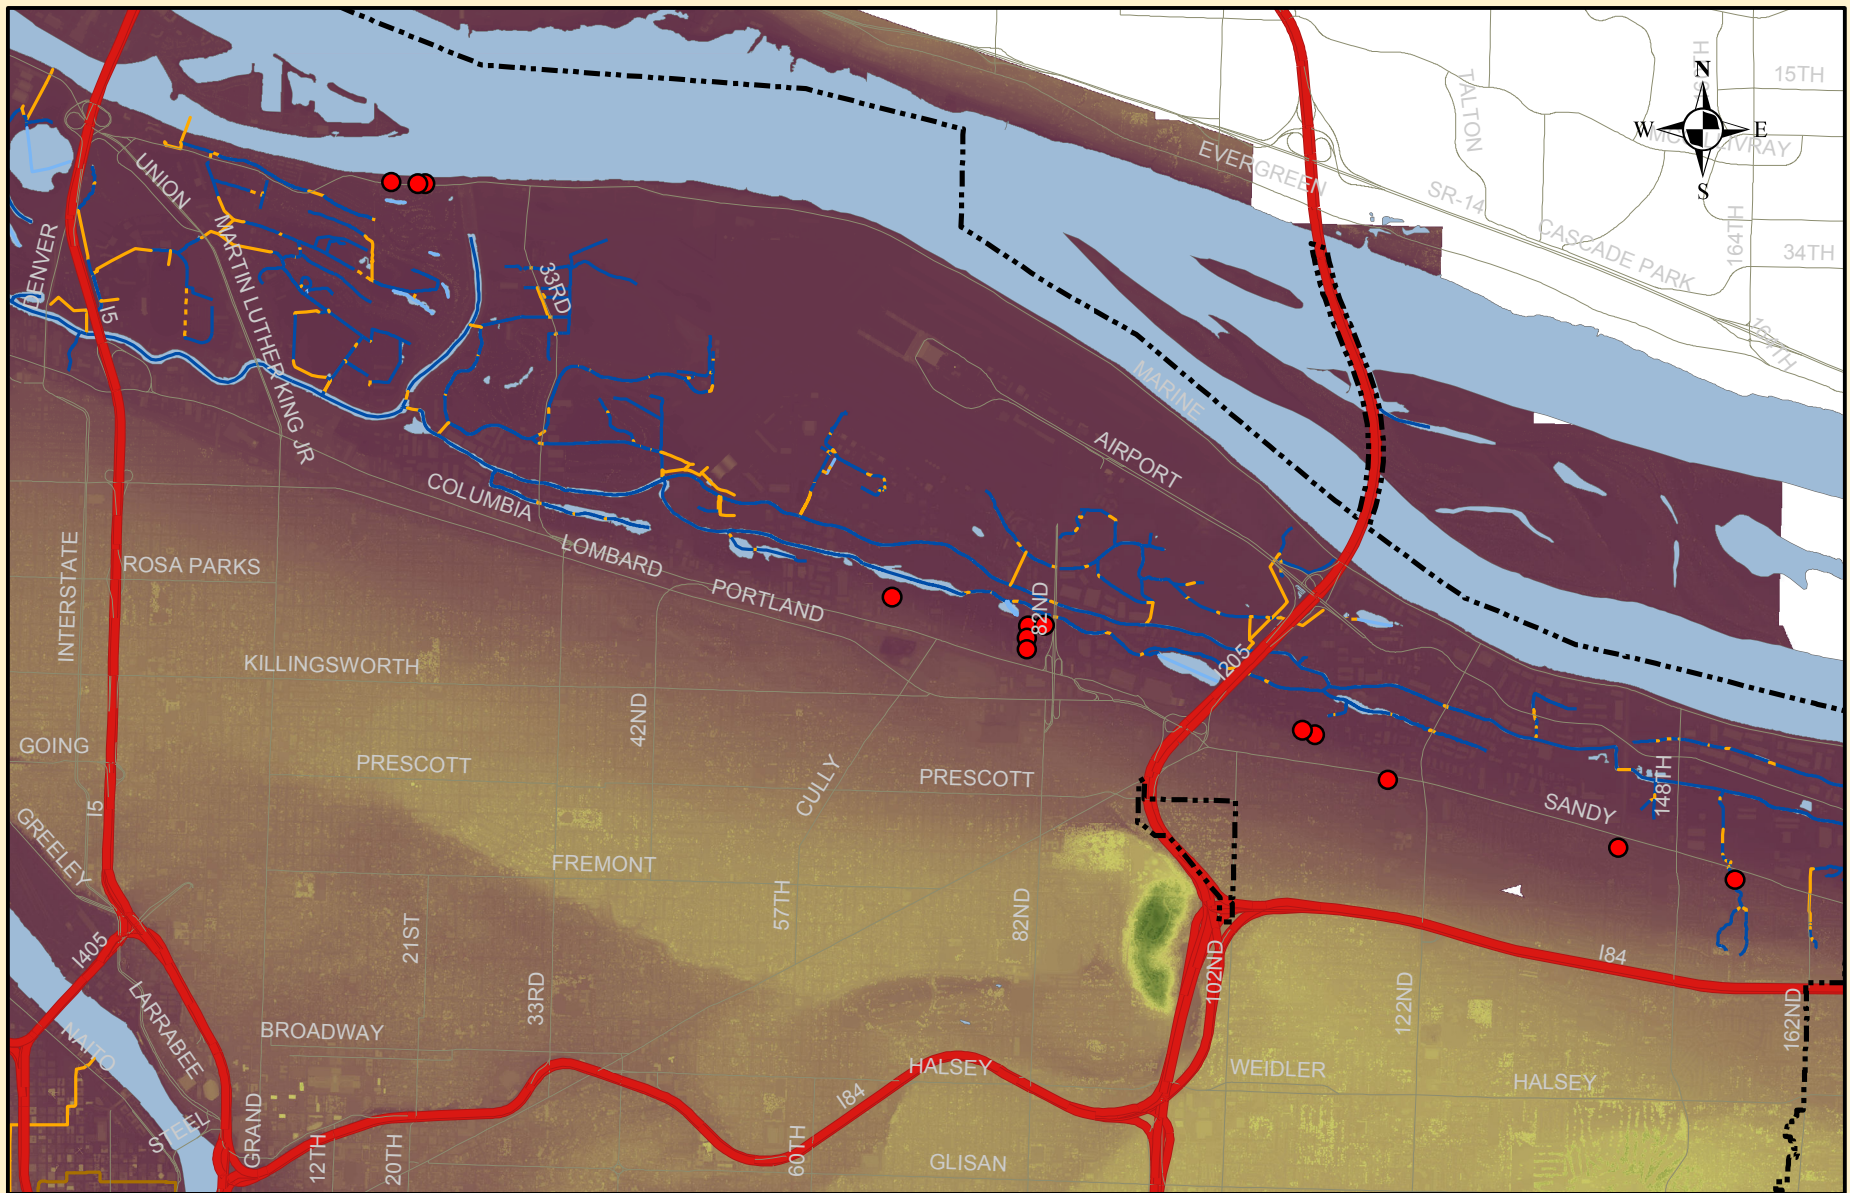 15TH
N
W
E
S
TALTON
EVERGREEN
SR-14
CASCADE PARK
164TH
34TH
164TH
UNION
DENVER
MARTIN LUTHER KING JR
I5
33RD
MARINE
AIRPORT
COLUMBIA
LOMBARD
PORTLAND
82ND
INTERSTATE
ROSA PARKS
KILLINGSWORTH
42ND
I205
GOING
PRESCOTT
CULLY
PRESCOTT
I5
SANDY
148TH
GREELEY
FREMONT
57TH
82ND
21ST
33RD
I405
102ND
122ND
I84
162ND
LARRABEE
NAITO
BROADWAY
HALSEY
WEIDLER
HALSEY
I84
STEEL
GRAND
12TH
20TH
60TH
GLISAN